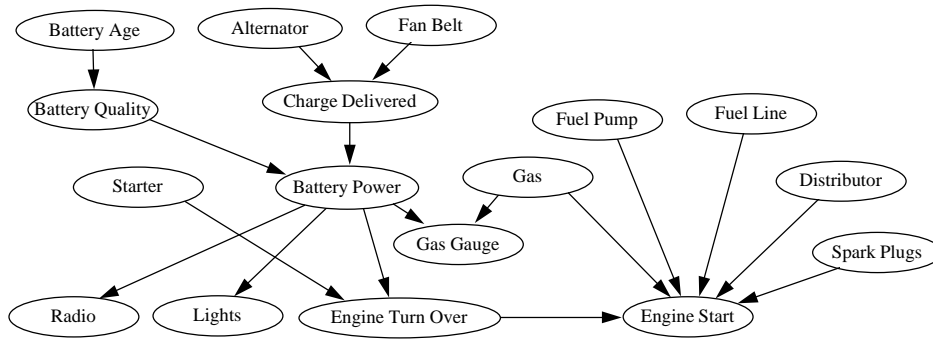 Battery Age
Alternator
Fan Belt
Battery Quality
Charge Delivered
Fuel Pump
Fuel Line
Starter
Battery Power
Gas
Distributor
Gas Gauge
Spark Plugs
Radio
Lights
Engine Turn Over
Engine Start